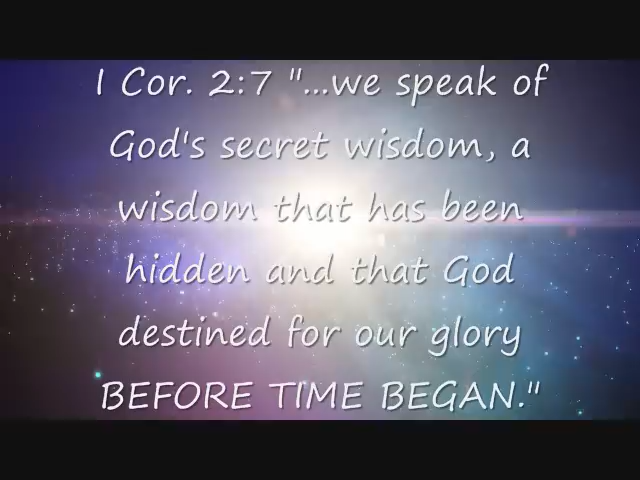 I Cor. 2:7 "...we speak of
God's secret wisdom, a
wisdom that has been
hidden and that God
destined for our glory
BEFORE TIME BEGAN."